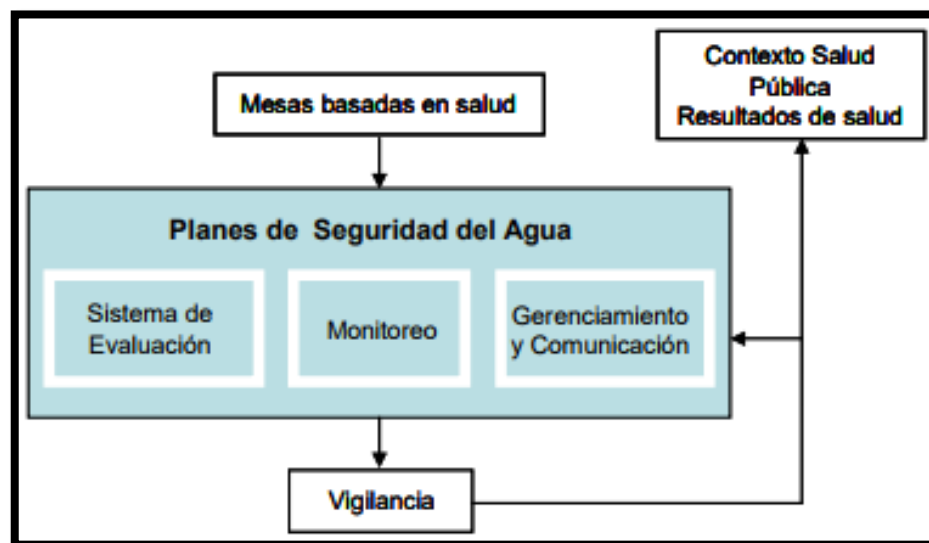 Contexto Salud
Pública
Resultados de salud
Mesas basadas en salud
Planes de Seguridad del Agua
Sistema de
Evaluación
Monitoreo
Gerenciamiento
y Comunicación
Vigilancia